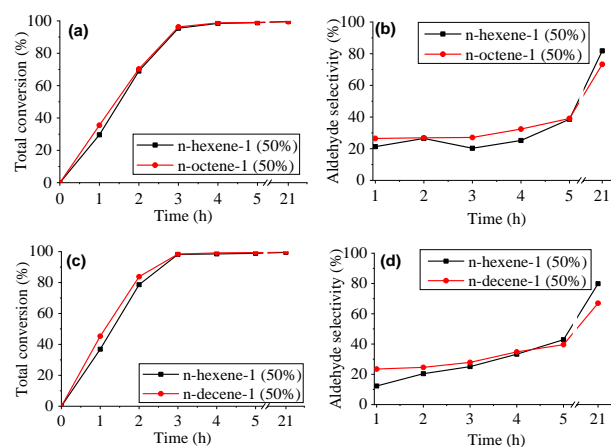 (a)
Total conversion (%)
100
80
60
40
20
0
n-hexene-1 (50%)
n-octene-1 (50%)
0 1 2 3 4 5 21
Time (h)
(b)
Aldehyde selectivity (%)
100
80
60
40
20
0
n-hexene-1 (50%)
n-octene-1 (50%)
1 2 3 4 5 21
Time (h)
(c)
Total conversion (%)
100
80
60
40
20
0
n-hexene-1 (50%)
n-decene-1 (50%)
0 1 2 3 4 5 21
Time (h)
(d)
Aldehyde selectivity (%)
100
80
60
40
20
0
n-hexene-1 (50%)
n-decene-1 (50%)
1 2 3 4 5 21
Time (h)